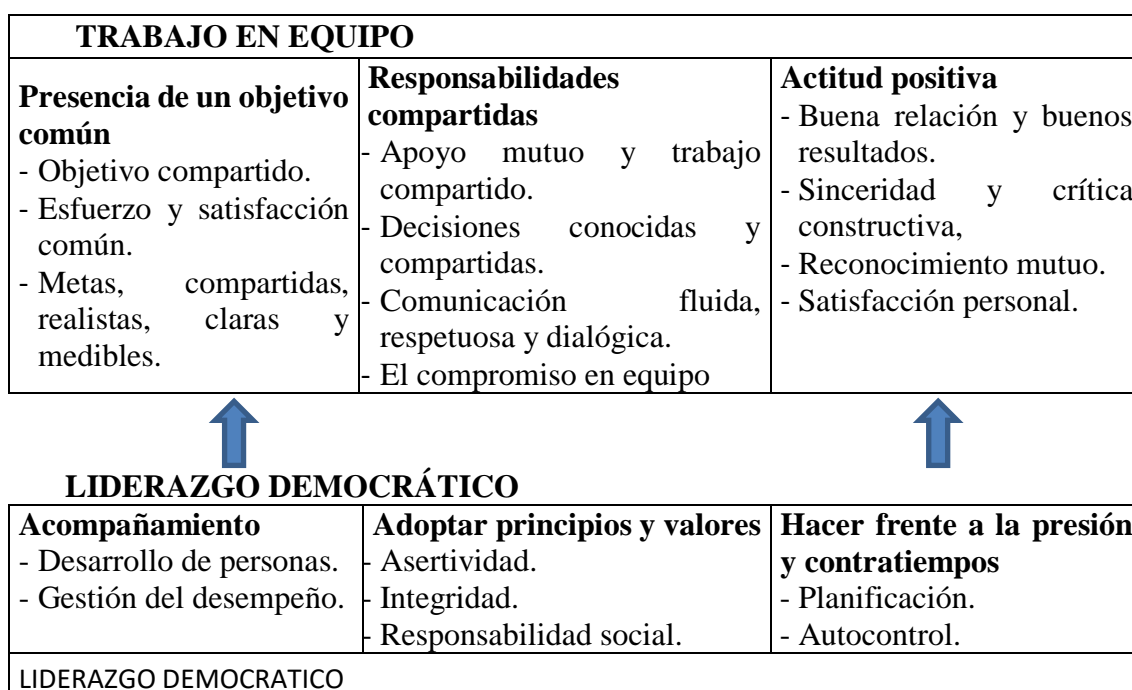 TRABAJO EN EQUIPO
Presencia de un objetivo
común
- Objetivo compartido.
- Esfuerzo y satisfacción
común.
- Metas, compartidas,
realistas, claras y
medibles.
Responsabilidades
compartidas
- Apoyo mutuo y trabajo
compartido.
- Decisiones conocidas y
compartidas.
- Comunicación fluida,
respetuosa y dialógica.
- El compromiso en equipo
Actitud positiva
- Buena relación y buenos
resultados.
- Sinceridad y crítica
constructiva,
- Reconocimiento mutuo.
- Satisfacción personal.
LIDERAZGO DEMOCRÁTICO
Acompañamiento
- Desarrollo de personas.
- Gestión del desempeño.
Adoptar principios y valores
- Asertividad.
- Integridad.
- Responsabilidad social.
Hacer frente a la presión
y contratiempos
- Planificación.
- Autocontrol.
LIDERAZGO DEMOCRATICO